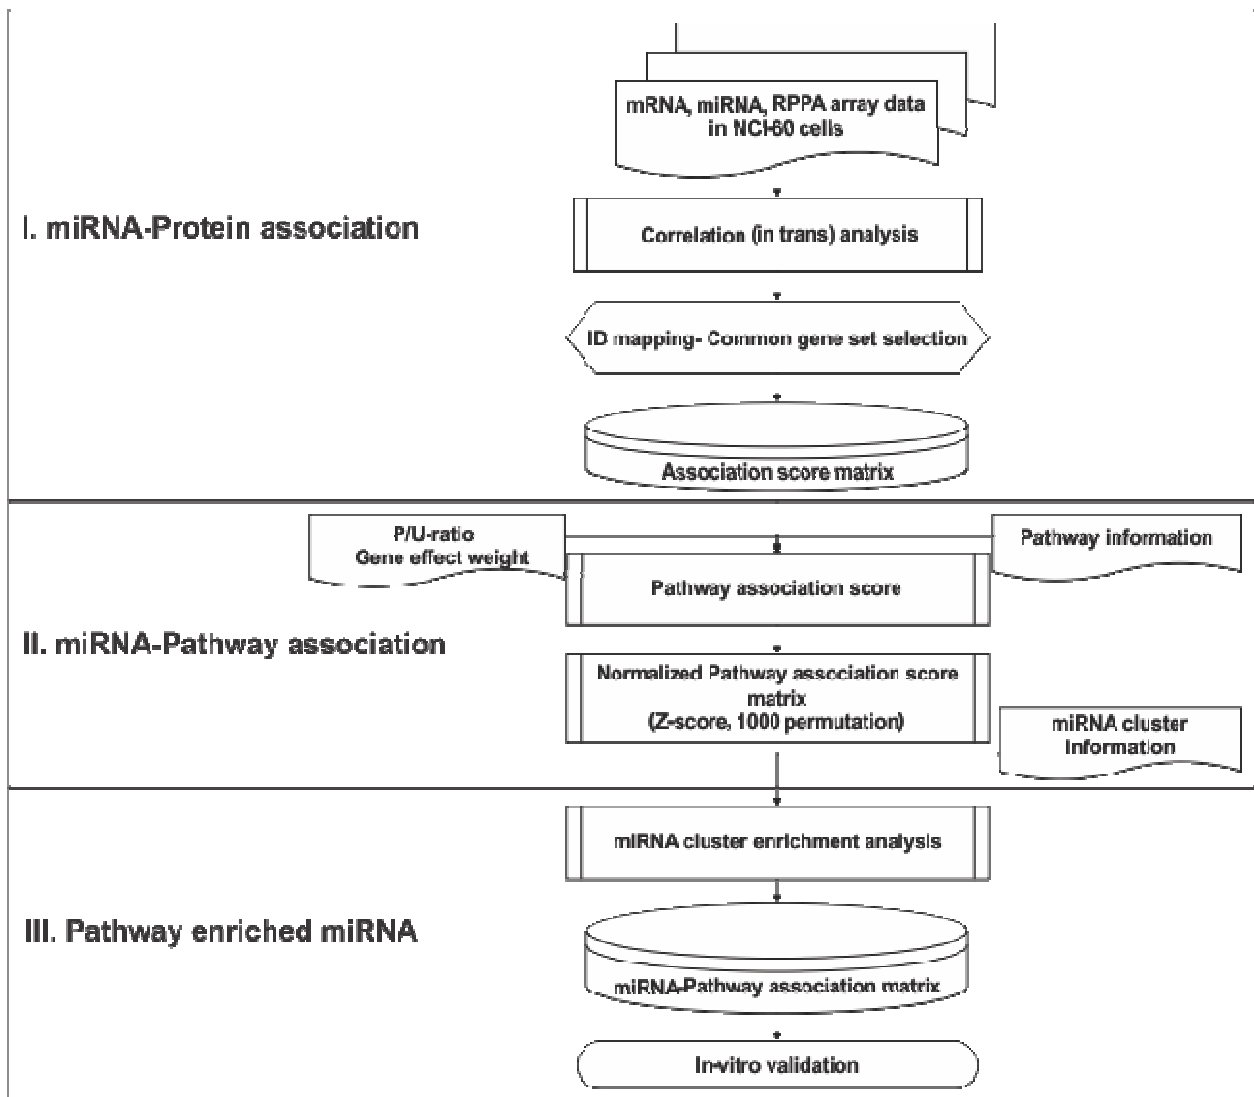 mRNA, miRNA, RPPA array data
in NCI-60 cells
I. miRNA-Protein association
Correlation (in trans) analysis
ID mapping- Common gene set selection
Association score matrix
P/U-ratio
Gene effect weight
Pathway information
Pathway association score
II. miRNA-Pathway association
Normalized Pathway association score
matrix
(Z-score, 1000 permutation)
miRNA cluster
Information
miRNA cluster enrichment analysis
III. Pathway enriched miRNA
miRNA-Pathway association matrix
In-vitro validation